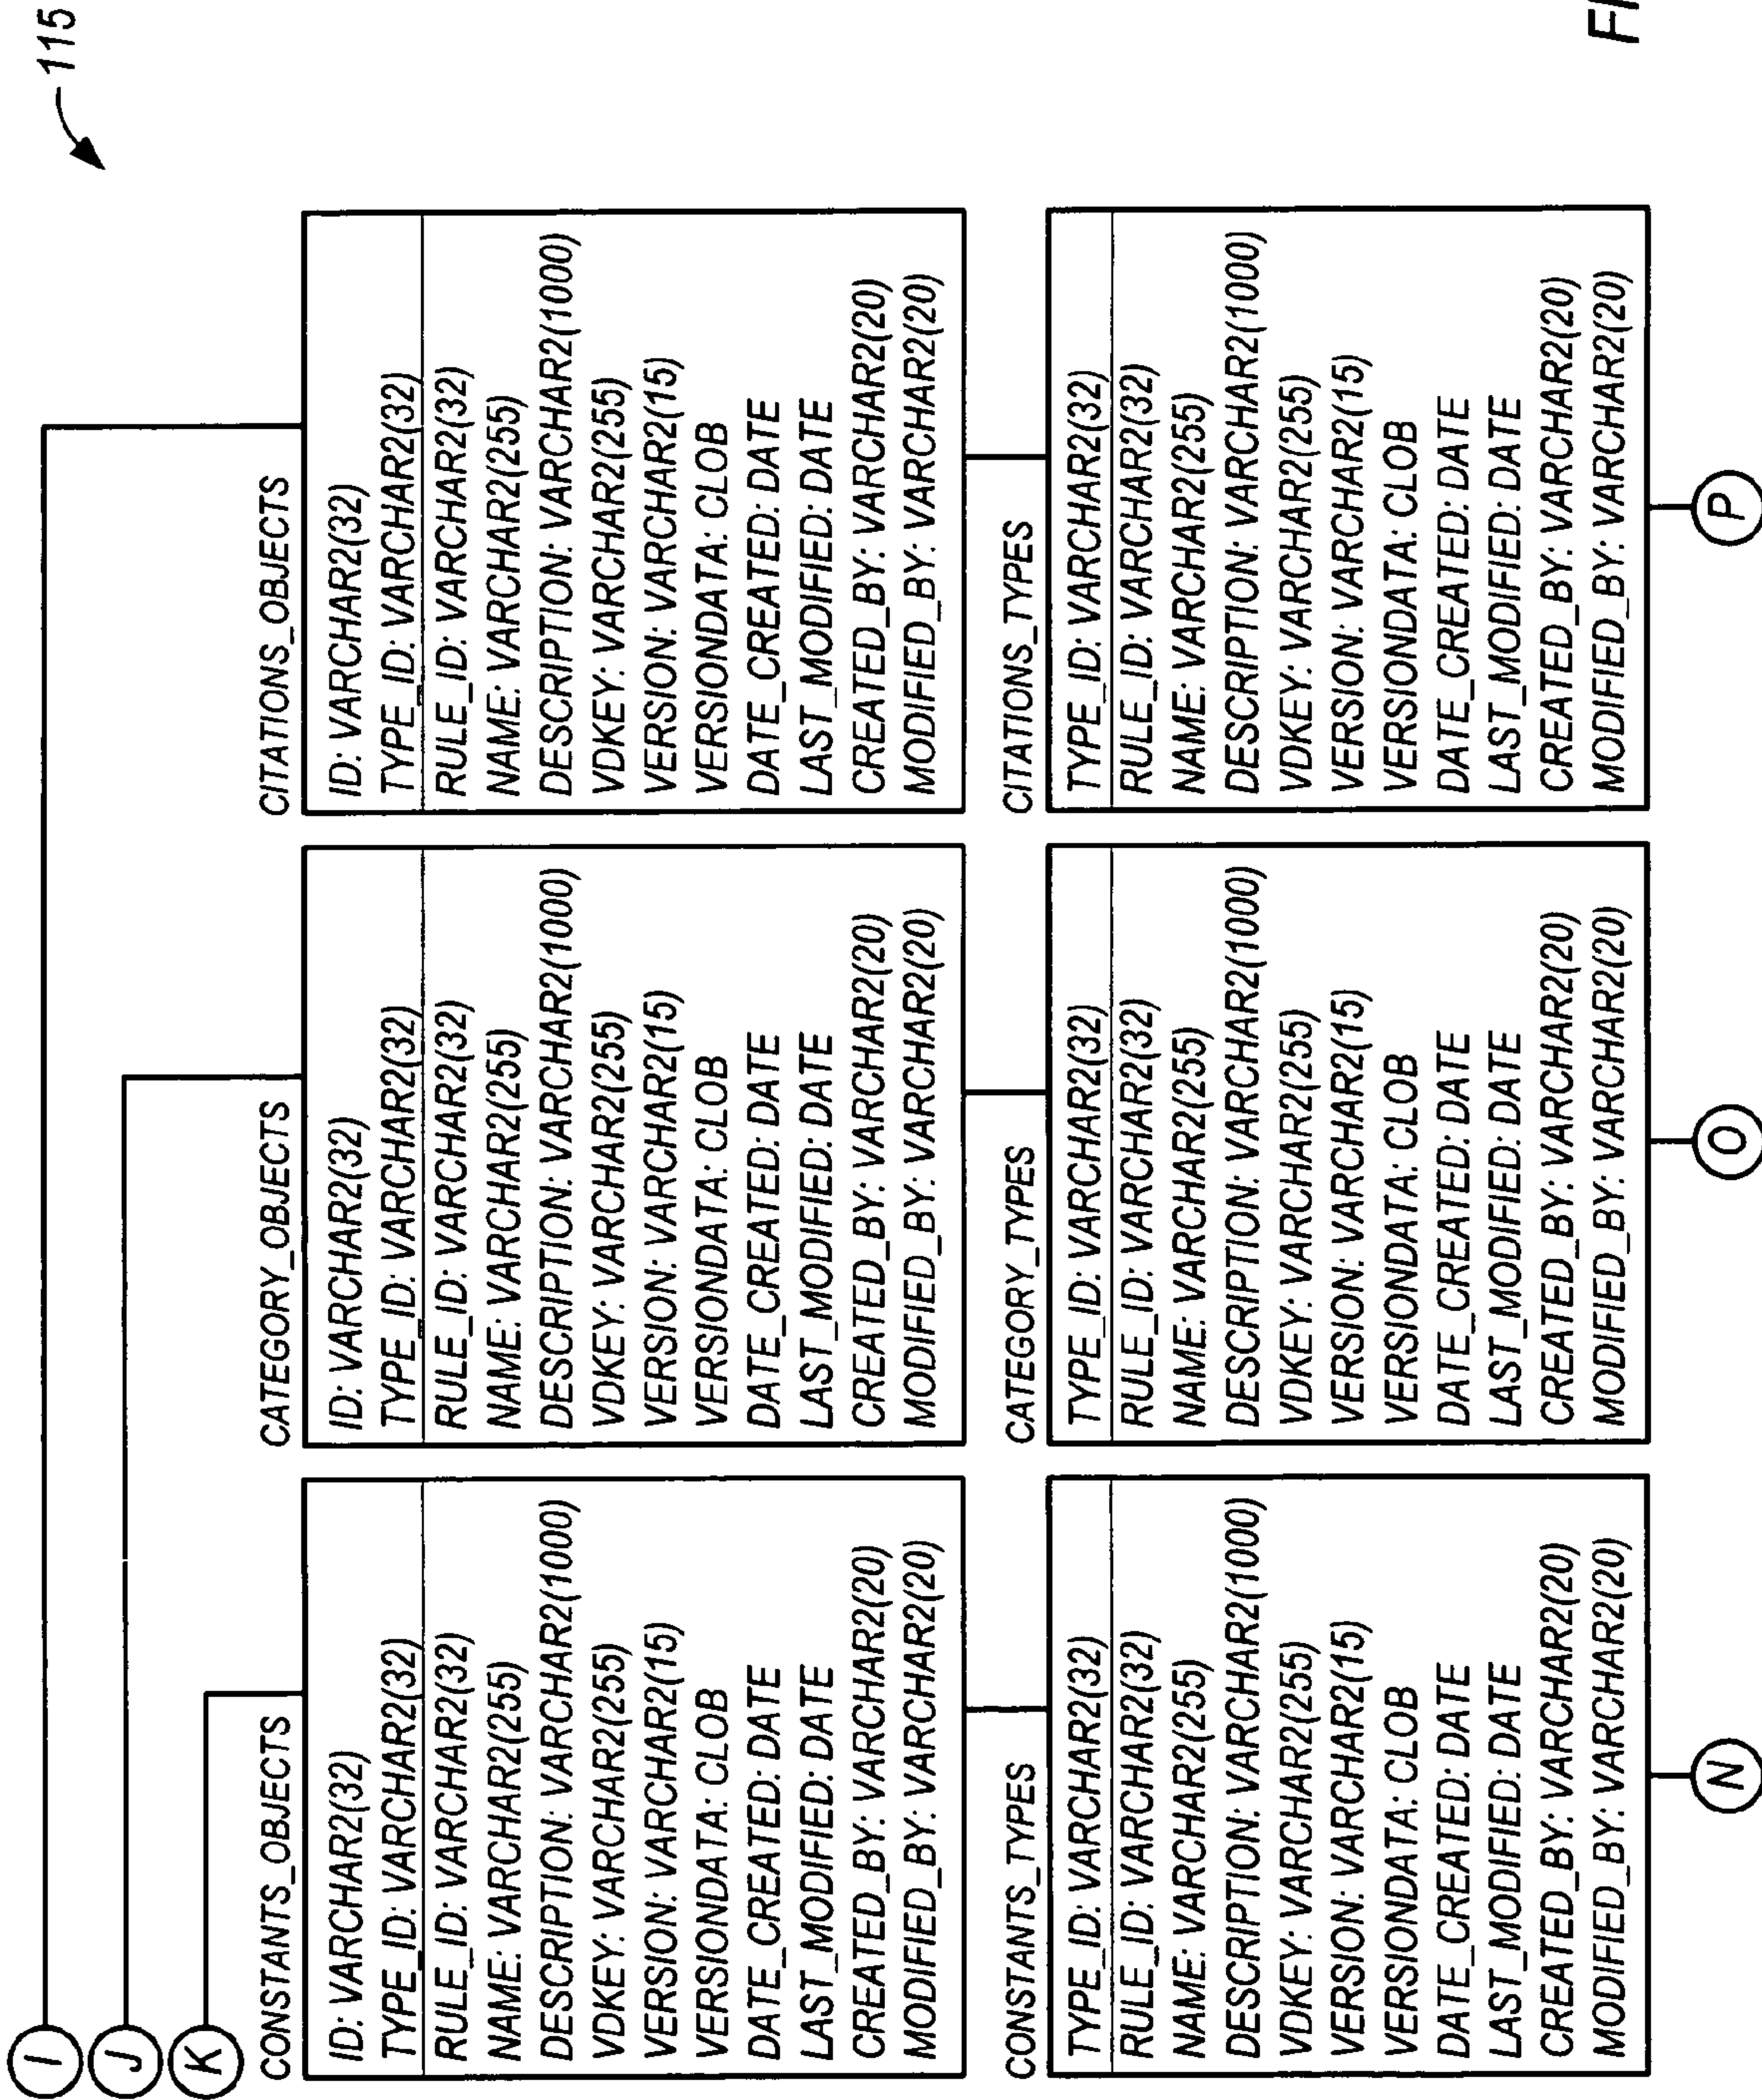 115
I
J
K
CONSTANTS_OBJECTS
ID: VARCHAR2(32)
TYPE_ID: VARCHAR2(32)
RULE_ID: VARCHAR2(32)
NAME: VARCHAR2(255)
DESCRIPTION: VARCHAR2(1000)
VDKEY: VARCHAR2(255)
VERSION: VARCHAR2(15)
VERSIONDATA: CLOB
DATE_CREATED: DATE
LAST_MODIFIED: DATE
CREATED_BY: VARCHAR2(20)
MODIFIED_BY: VARCHAR2(20)
CATEGORY_OBJECTS
ID: VARCHAR2(32)
TYPE_ID: VARCHAR2(32)
RULE_ID: VARCHAR2(32)
NAME: VARCHAR2(255)
DESCRIPTION: VARCHAR2(1000)
VDKEY: VARCHAR2(255)
VERSION: VARCHAR2(15)
VERSIONDATA: CLOB
DATE_CREATED: DATE
LAST_MODIFIED: DATE
CREATED_BY: VARCHAR2(20)
MODIFIED_BY: VARCHAR2(20)
CITATIONS_OBJECTS
ID: VARCHAR2(32)
TYPE_ID: VARCHAR2(32)
RULE_ID: VARCHAR2(32)
NAME: VARCHAR2(255)
DESCRIPTION: VARCHAR2(1000)
VDKEY: VARCHAR2(255)
VERSION: VARCHAR2(15)
VERSIONDATA: CLOB
DATE_CREATED: DATE
LAST_MODIFIED: DATE
CREATED_BY: VARCHAR2(20)
MODIFIED_BY: VARCHAR2(20)
CONSTANTS_TYPES
TYPE_ID: VARCHAR2(32)
RULE_ID: VARCHAR2(32)
NAME: VARCHAR2(255)
DESCRIPTION: VARCHAR2(1000)
VDKEY: VARCHAR2(255)
VERSION: VARCHAR2(15)
VERSIONDATA: CLOB
DATE_CREATED: DATE
LAST_MODIFIED: DATE
CREATED_BY: VARCHAR2(20)
MODIFIED_BY: VARCHAR2(20)
CATEGORY_TYPES
TYPE_ID: VARCHAR2(32)
RULE_ID: VARCHAR2(32)
NAME: VARCHAR2(255)
DESCRIPTION: VARCHAR2(1000)
VDKEY: VARCHAR2(255)
VERSION: VARCHAR2(15)
VERSIONDATA: CLOB
DATE_CREATED: DATE
LAST_MODIFIED: DATE
CREATED_BY: VARCHAR2(20)
MODIFIED_BY: VARCHAR2(20)
CITATIONS_TYPES
TYPE_ID: VARCHAR2(32)
RULE_ID: VARCHAR2(32)
NAME: VARCHAR2(255)
DESCRIPTION: VARCHAR2(1000)
VDKEY: VARCHAR2(255)
VERSION: VARCHAR2(15)
VERSIONDATA: CLOB
DATE_CREATED: DATE
LAST_MODIFIED: DATE
CREATED_BY: VARCHAR2(20)
MODIFIED_BY: VARCHAR2(20)
N
O
P